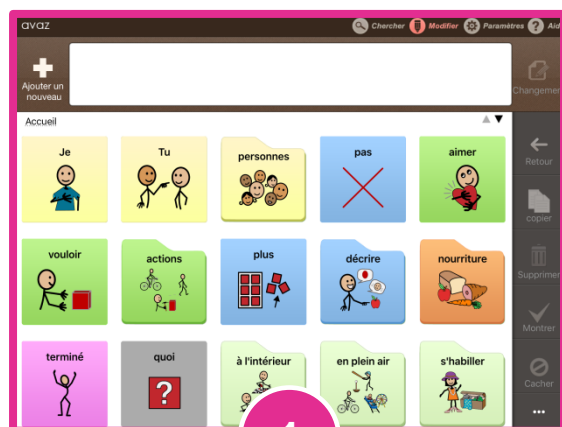 avaz
Chercher
Modifier
Paramètres
?
Aid
Ajouter un
nouveau
Changemen
Accueil
Je
Tu
personnes
pas
aimer
Retour
copier
vouloir
actions
plus
décrire
nourriture
Supprimer
Montrer
terminé
quoi
?
à l'intérieur
en plein air
s'habiller
Cacher